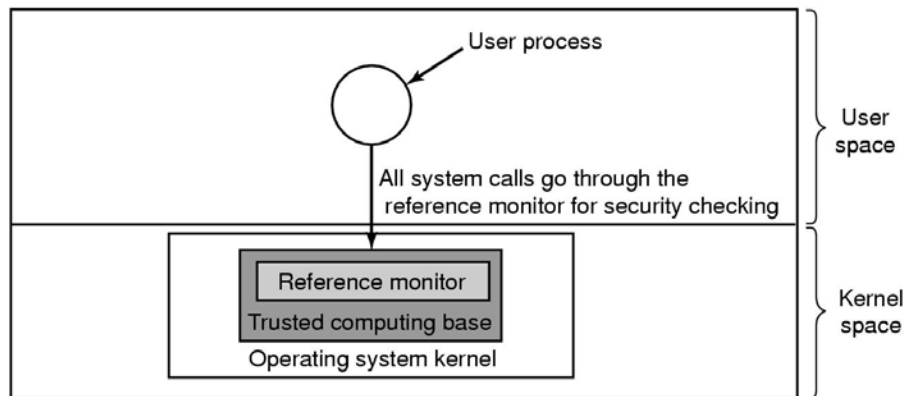 User process
User
space
All system calls go through the
reference monitor for security checking
Reference monitor
Trusted computing base
Operating system kernel
Kernel
space